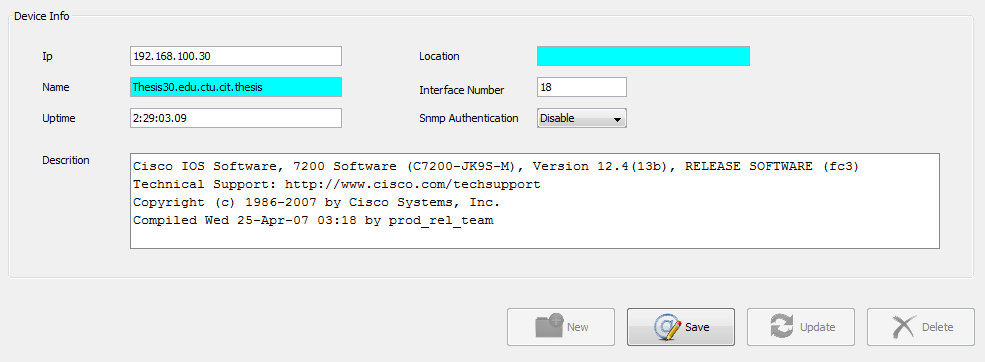 Device Info
Ip 192.168.100.30 Location
Name Thesis30.edu.ctu.cit.thesis Interface Number 18
Uptime 2:29:03.09 Snmp Authentication Disable
Descrition
Cisco IOS Software, 7200 Software (C7200-JK9S-M), Version 12.4(13b), RELEASE SOFTWARE (fc3)
Technical Support: http://www.cisco.com/techsupport
Copyright (c) 1986-2007 by Cisco Systems, Inc.
Compiled Wed 25-Apr-07 03:18 by prod_rel_team
New Save Update Delete